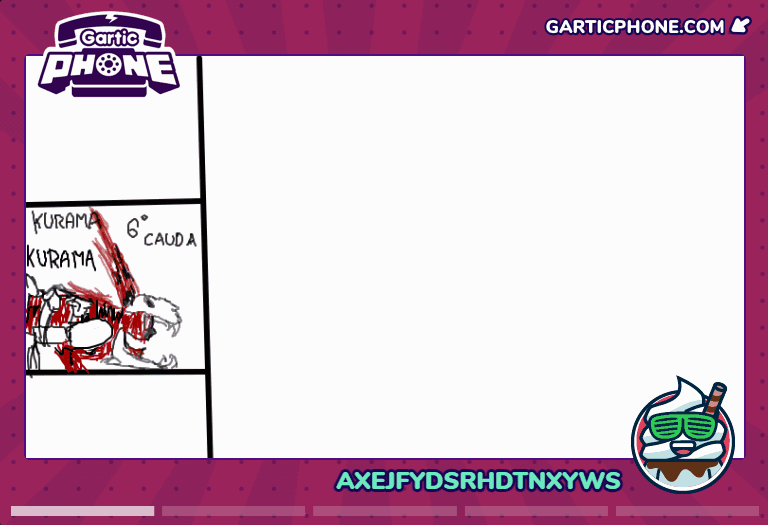 Gartic
PHONE
GARTICPHONE.COM
KURAMA
6°
CAUDA
KURAMA
AXEJFYDSRHDTNXYWS